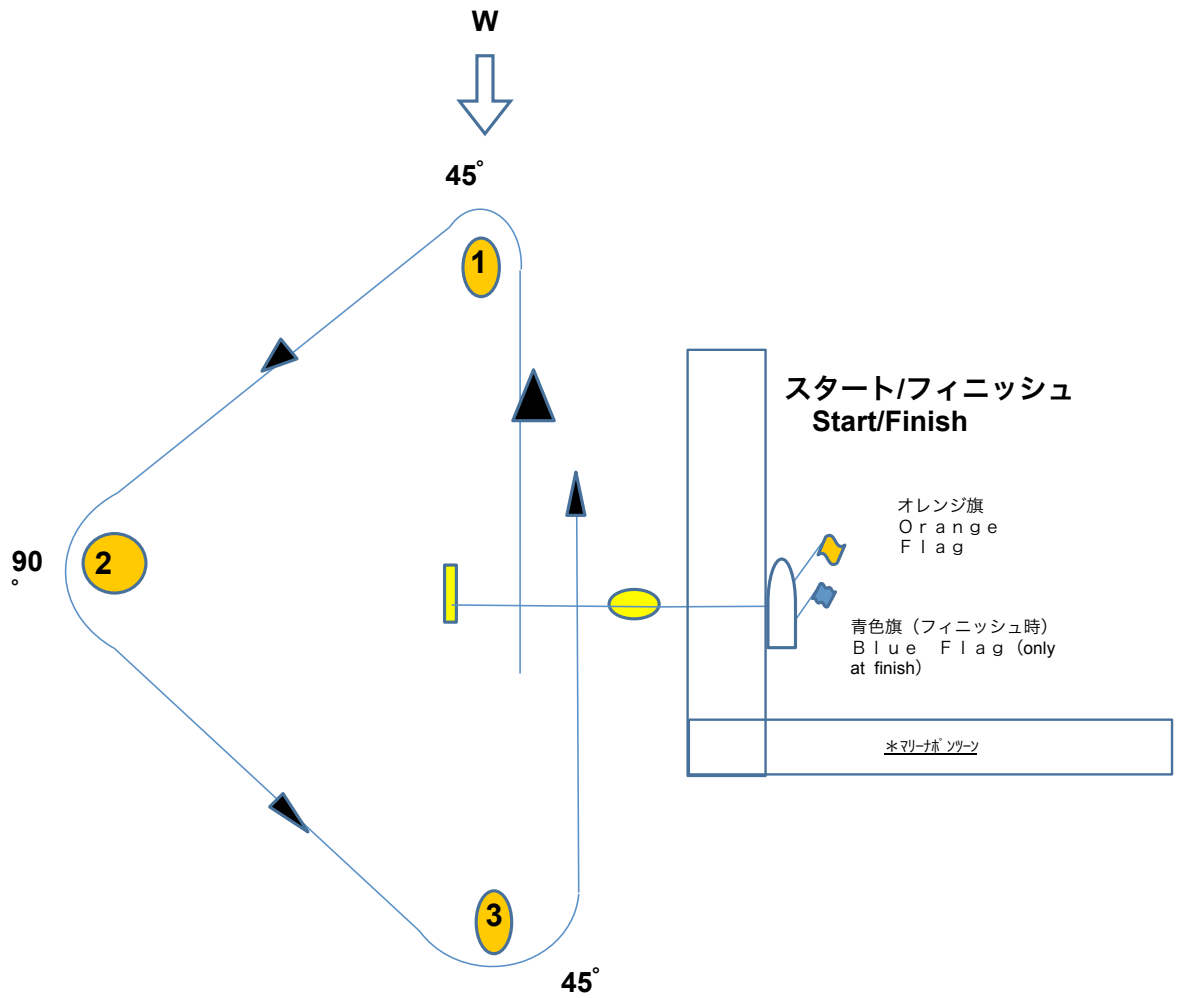 W
45°
1
スタート/フィニッシュ
Start/Finish
オレンジ旗
Ｏｒａｎｇｅ
Ｆｌａｇ
90
°
2
青色旗（フィニッシュ時）
Ｂｌｕｅ　Ｆｌａｇ（only
at finish）
＊ﾏﾘｰﾅﾎﾟﾝﾂｰﾝ
3
45°